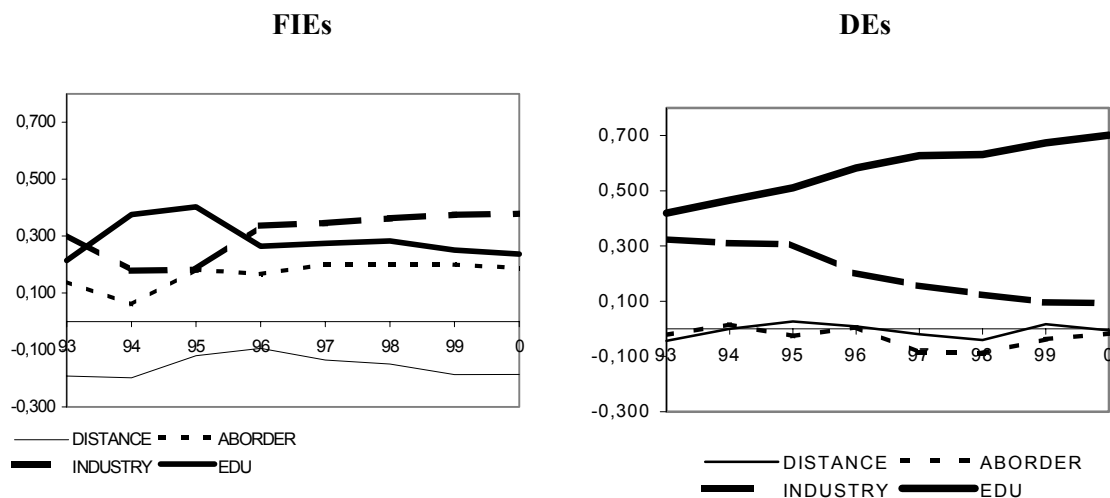 FIEs
0,700
0,500
0,300
0,100
-0,100
-0,300
93 94 95 96 97 98 99 0
DISTANCE ABORDER
INDUSTRY EDU
DEs
0,700
0,500
0,300
0,100
-0,100
-0,300
93 94 95 96 97 98 99 0
DISTANCE ABORDER
INDUSTRY EDU